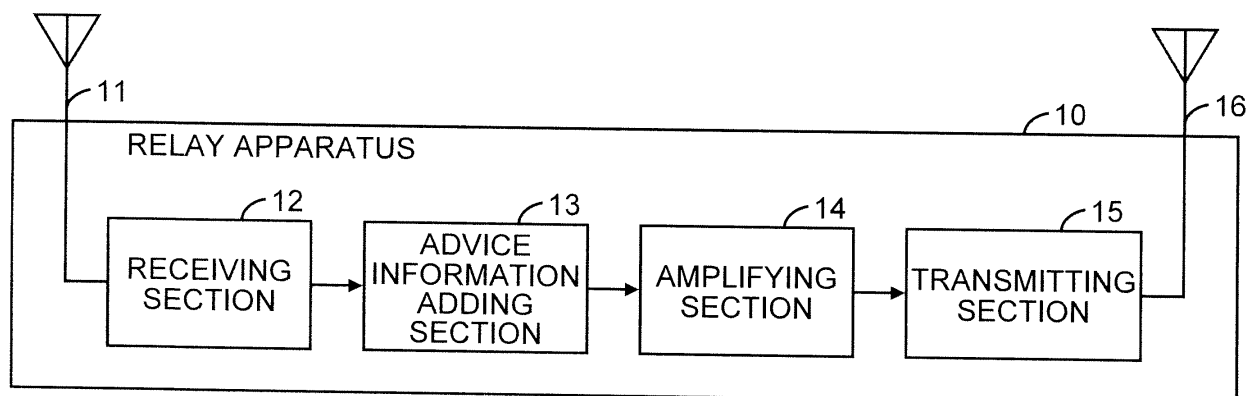 11
10
16
RELAY APPARATUS
12
13
14
15
RECEIVING
SECTION
ADVICE
INFORMATION
ADDING
SECTION
AMPLIFYING
SECTION
TRANSMITTING
SECTION